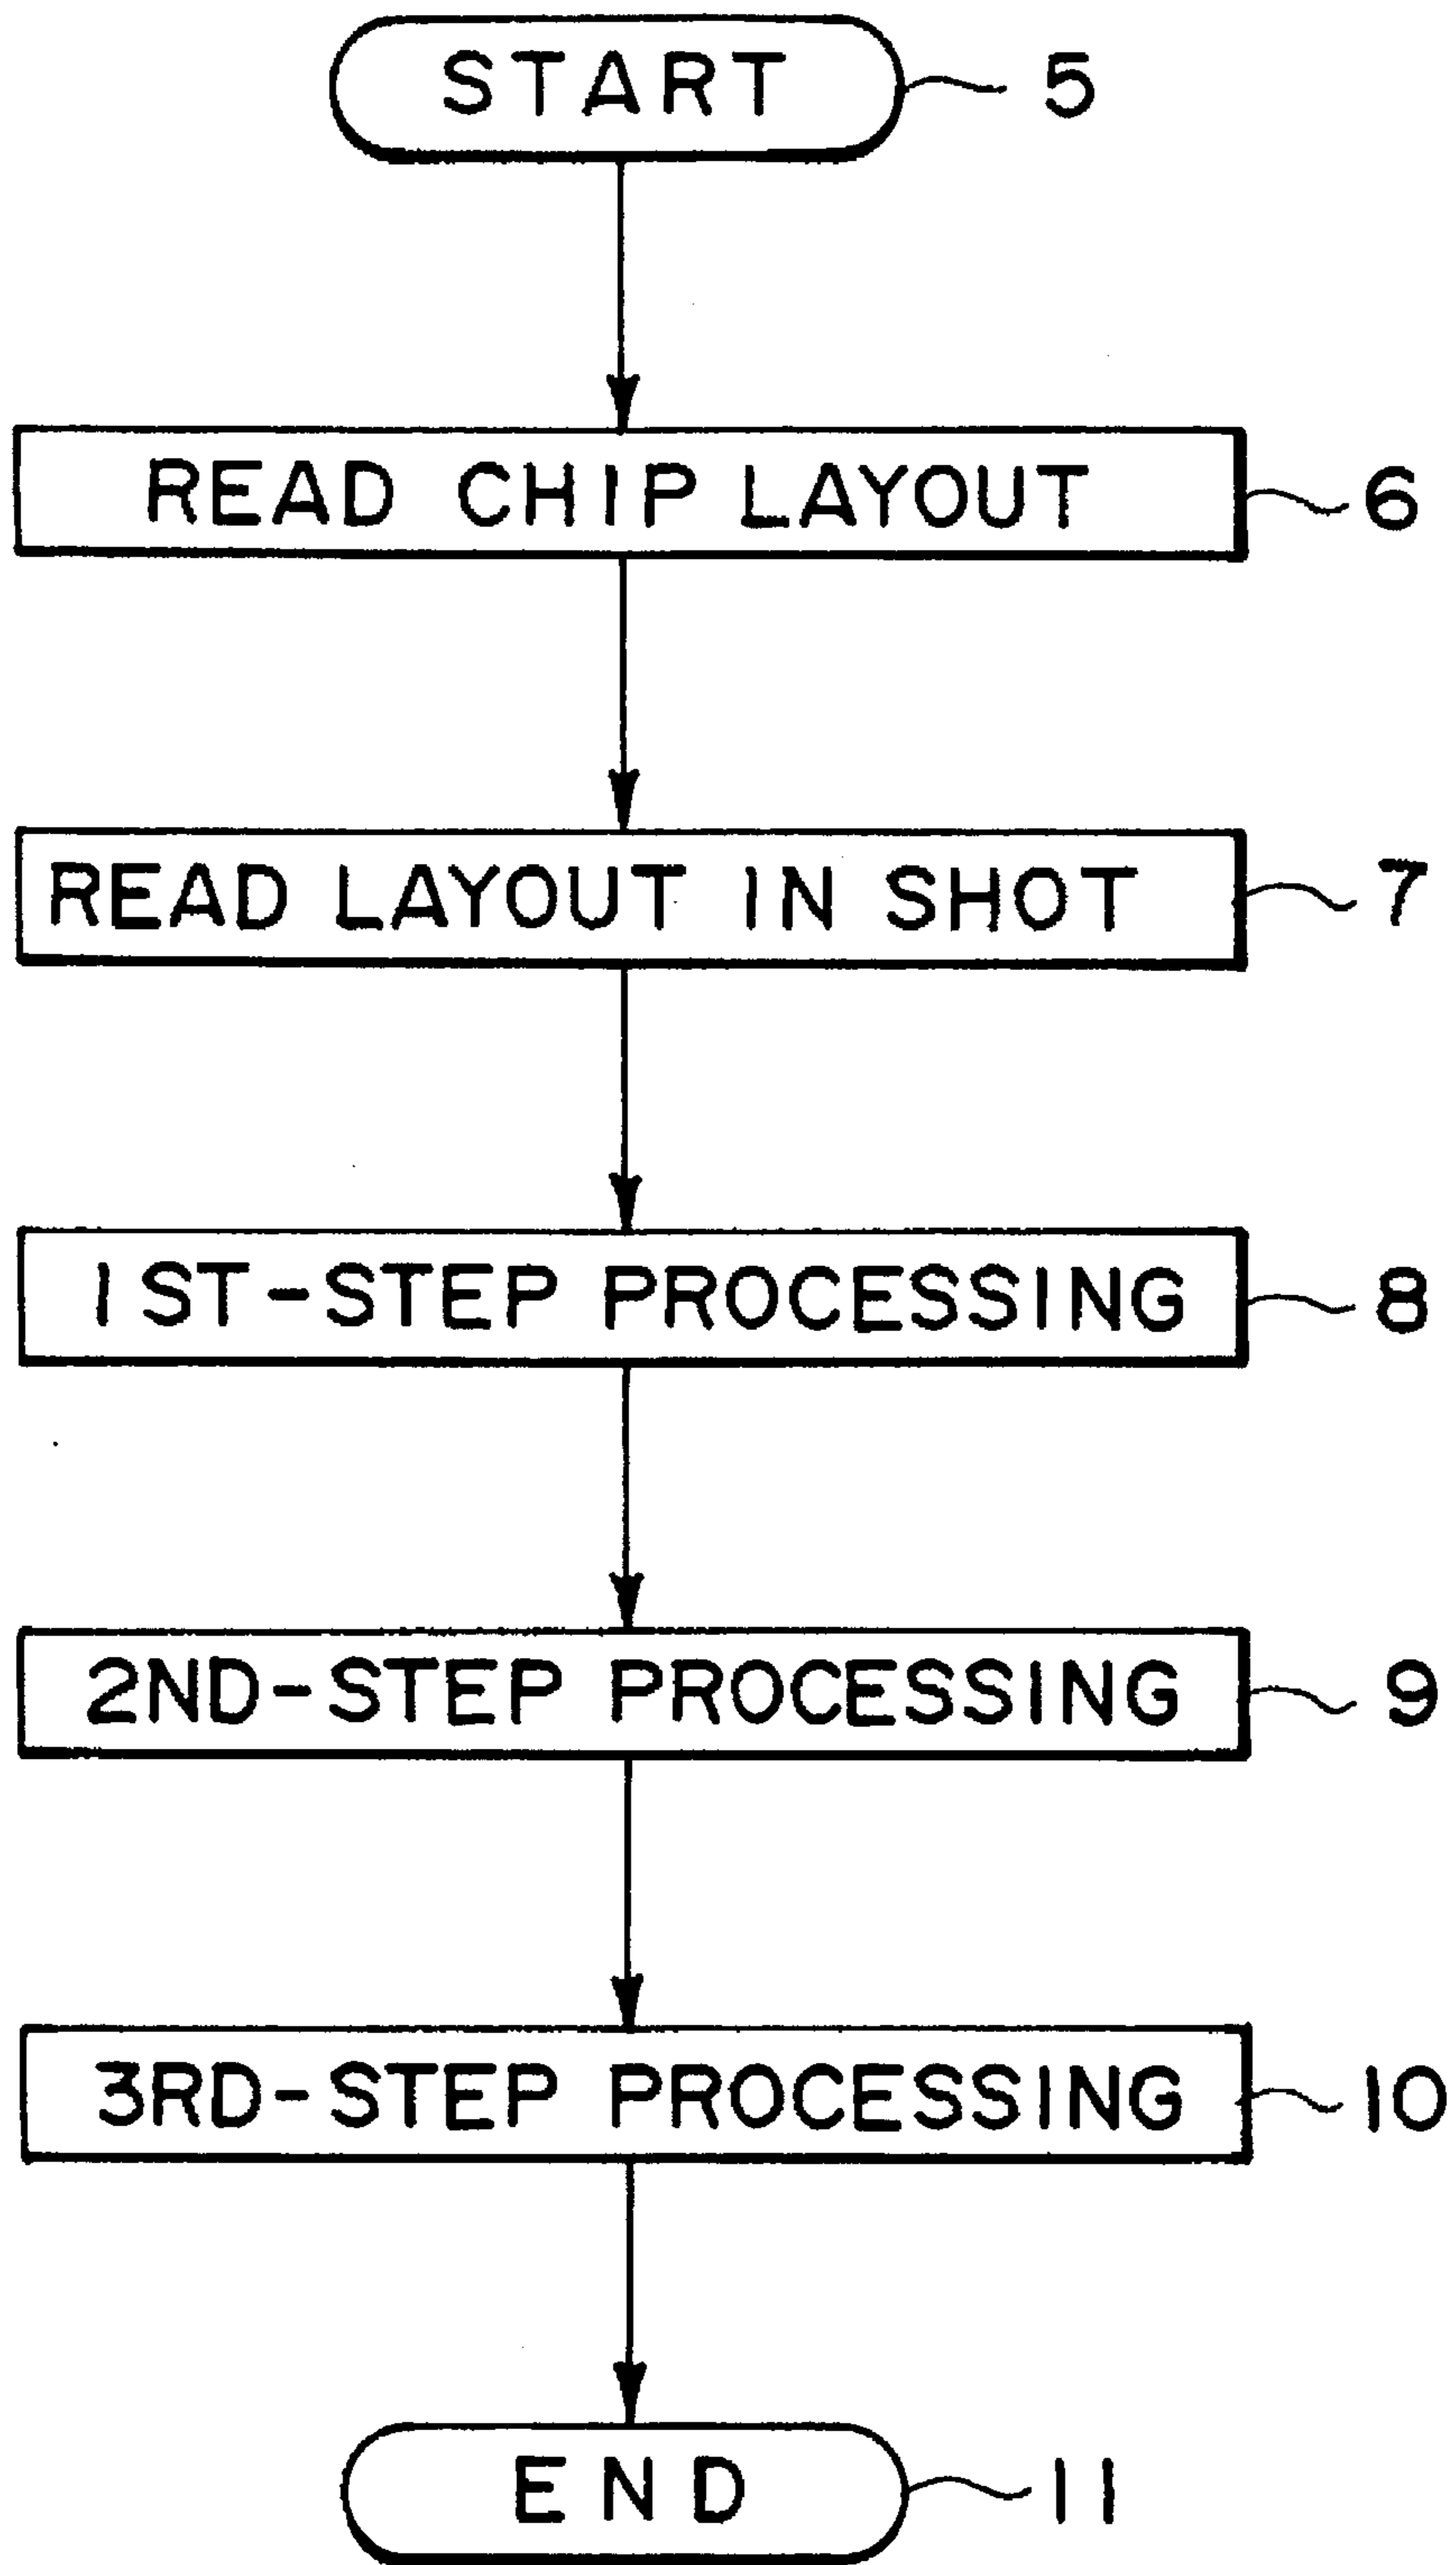 START 5
READ CHIP LAYOUT 6
READ LAYOUT IN SHOT 7
1ST-STEP PROCESSING 8
2ND-STEP PROCESSING 9
3RD-STEP PROCESSING 10
END 11